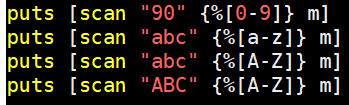 puts [scan "90" {%[0-9]} m]
puts [scan "abc" {%[a-z]} m]
puts [scan "abc" {%[A-Z]} m]
puts [scan "ABC" {%[A-Z]} m]